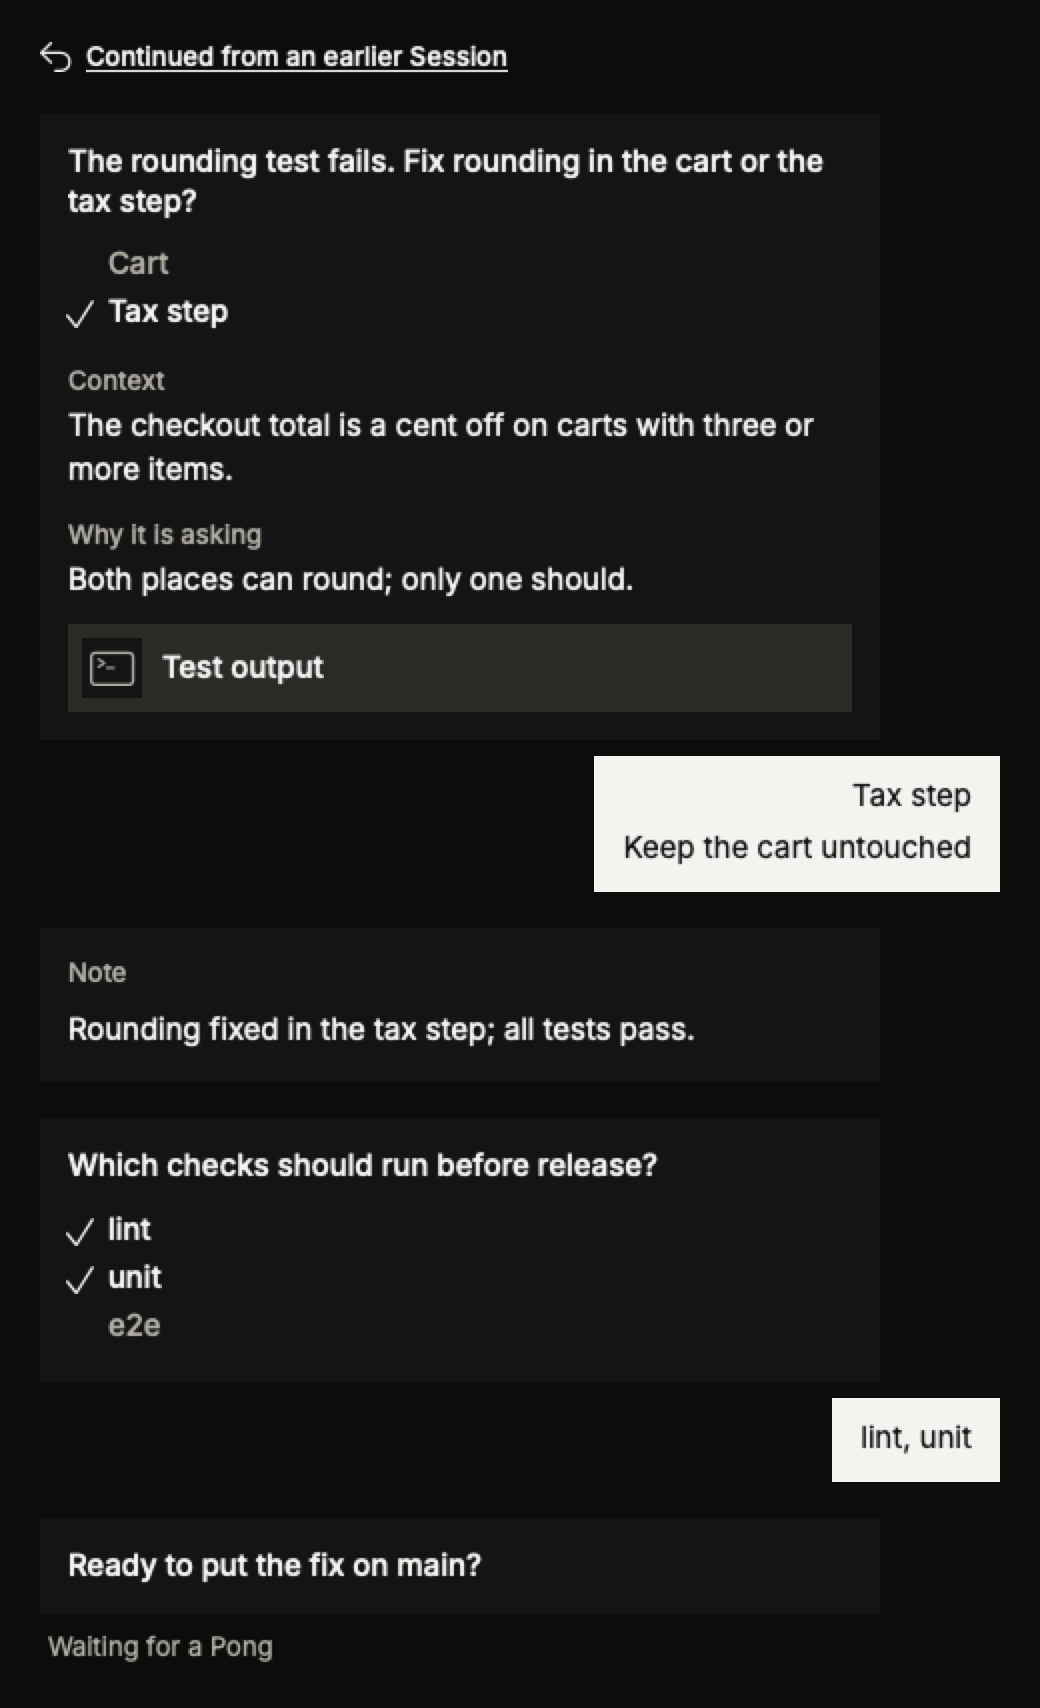 Continued from an earlier Session
The rounding test fails. Fix rounding in the cart or the
tax step?
Cart
Tax step
Context
The checkout total is a cent off on carts with three or
more items.
Why it is asking
Both places can round; only one should.
>_ Test output
Tax step
Keep the cart untouched
Note
Rounding fixed in the tax step; all tests pass.
Which checks should run before release?
lint
unit
e2e
lint, unit
Ready to put the fix on main?
Waiting for a Pong